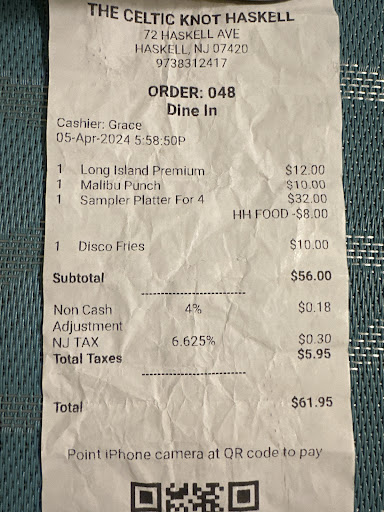 THE CELTIC KNOT HASKELL
72 HASKELL AVE
HASKELL, NJ 07420
9738312417
ORDER: 048
Dine In
Cashier: Grace
05-Apr-2024 5:58:50P
1 Long Island Premium $12.00
1 Malibu Punch $10.00
1 Sampler Platter For 4 $32.00
HH FOOD -$8.00
1 Disco Fries $10.00
Subtotal $56.00
Non Cash 4% $0.18
Adjustment
NJ TAX 6.625% $0.30
Total Taxes $5.95
Total $61.95
Point iPhone camera at QR code to pay